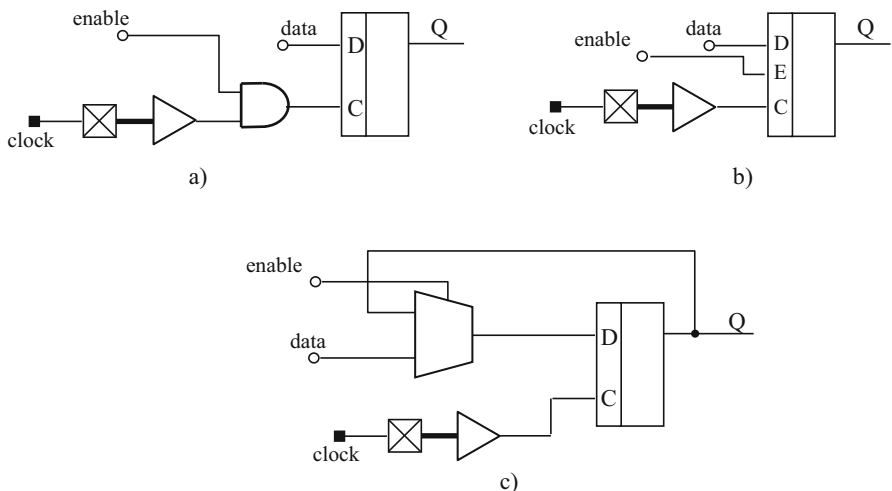 enable
data
D
Q
C
clock
a)
enable
data
D
E
C
Q
clock
b)
enable
data
D
Q
C
clock
c)